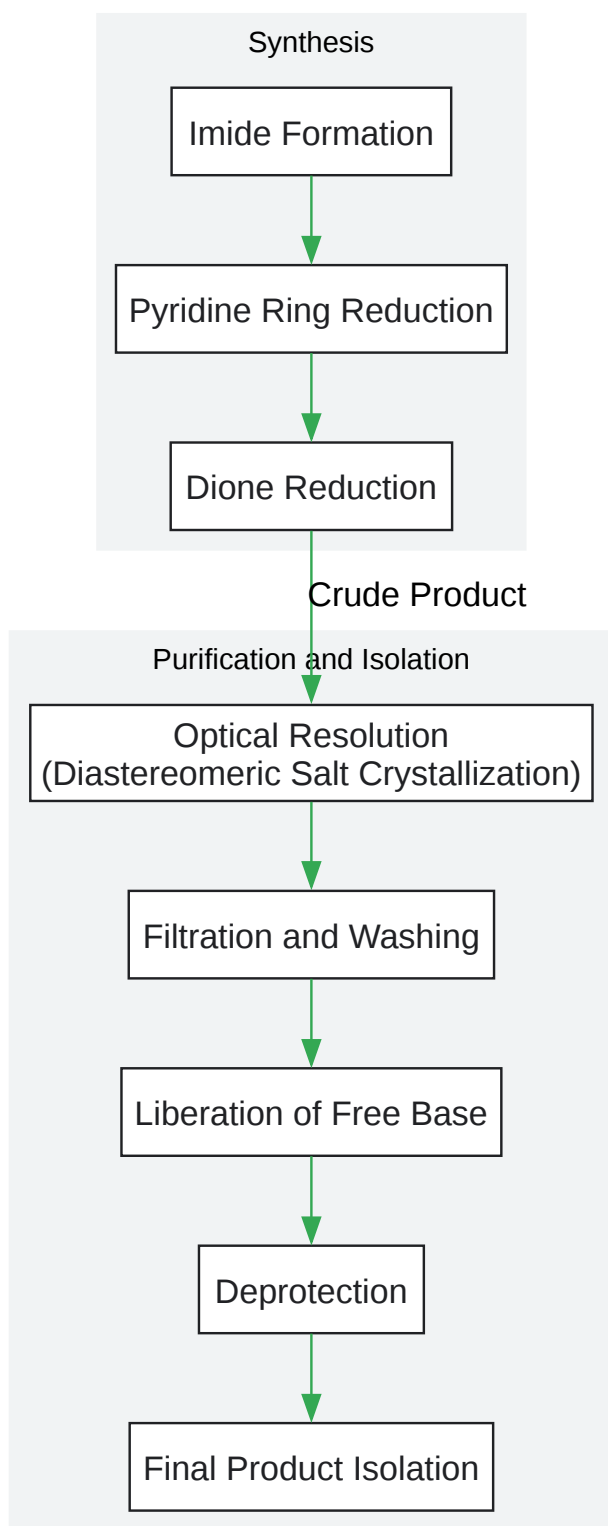 Synthesis
Imide Formation
Pyridine Ring Reduction
Dione Reduction
Crude Product
Purification and Isolation
Optical Resolution
(Diastereomeric Salt Crystallization)
Filtration and Washing
Liberation of Free Base
Deprotection
Final Product Isolation